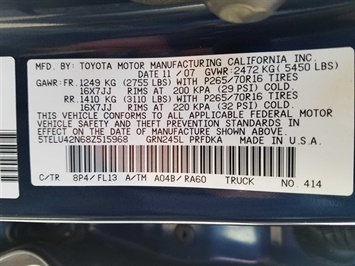 MFD. BY: TOYOTA MOTOR MANUFACTURING CALIFORNIA INC.
DATE 11 / 07 GVWR: 2472 KG ( 5450 LBS)
GAWR: FR. 1249 KG (2755 LBS) WITH P265/70R16 TIRES
16X7JJ RIMS AT 200 KPA (29 PSI) COLD
RR. 1410 KG (3110 LBS) WITH P265/70R16 TIRES
16X7JJ RIMS AT 220 KPA (32 PSI) COLD
THIS VEHICLE CONFORMS TO ALL APPLICABLE FEDERAL MOTOR
VEHICLE SAFETY STANDARDS IN EFFECT ON THE DATE OF
MANUFACTURE SHOWN ABOVE.
5TELU42N68Z515968 GRN245L PRFDKA USA
C/TR 8P4/ FL13 A/TM A04B/RA60 TRUCK NO. 414